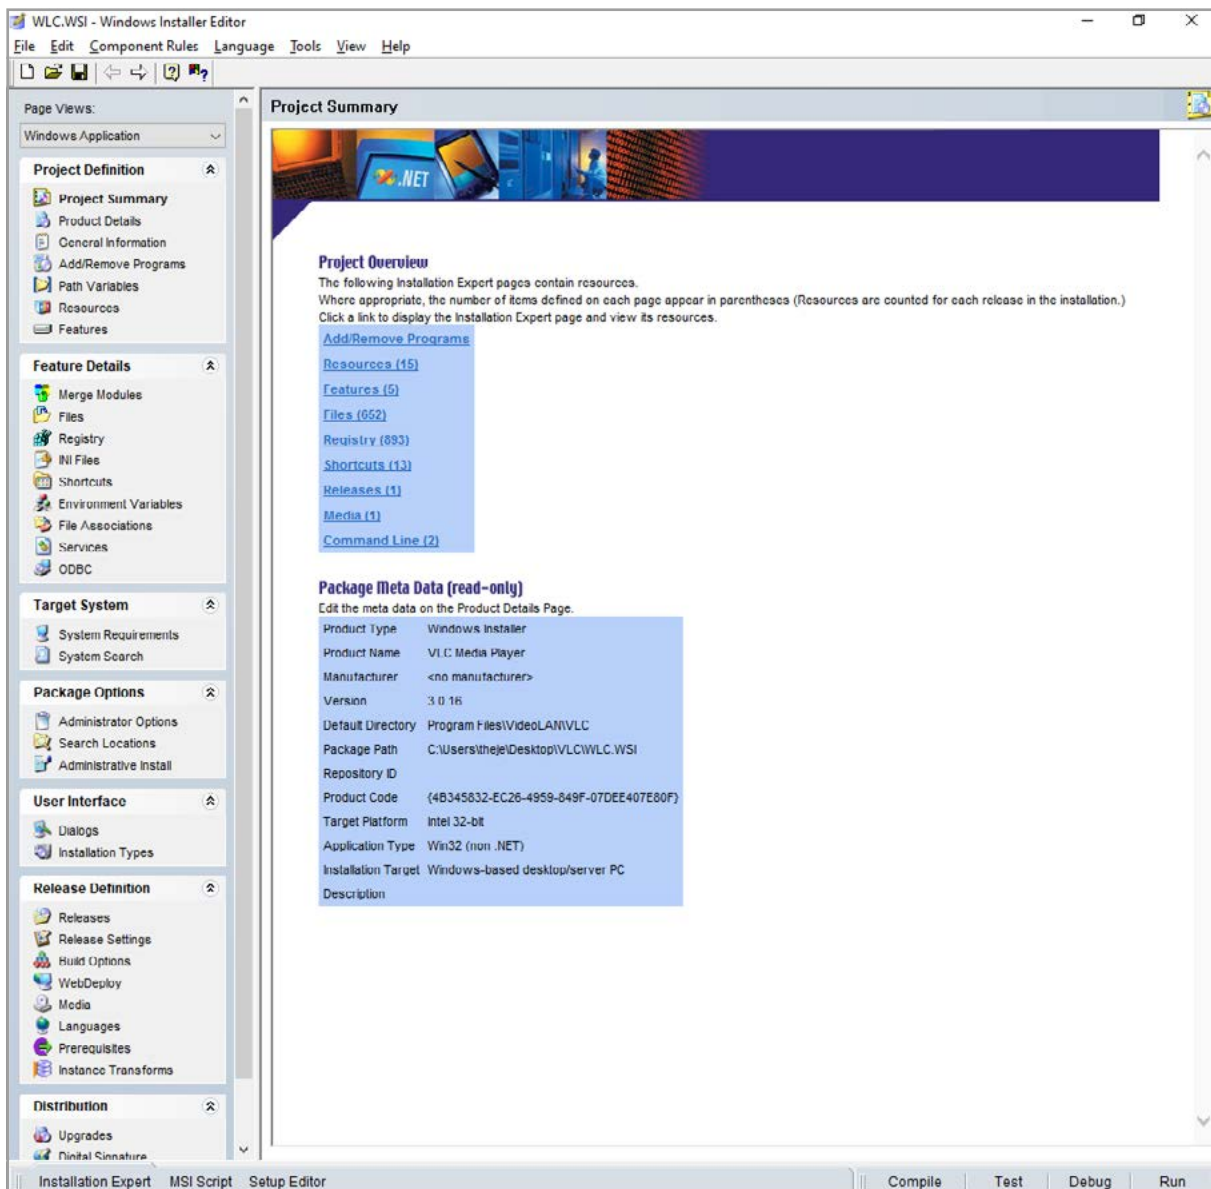 WLC.WSI - Windows Installer Editor
File Edit Component Rules Language Tools View Help
Page Views:
Windows Application
Project Definition
Project Summary
Product Details
General Information
Add/Remove Programs
Path Variables
Resources
Features
Feature Details
Merge Modules
Files
Registry
INI Files
Shortcuts
Environment Variables
File Associations
Services
ODBC
Target System
System Requirements
System Search
Package Options
Administrator Options
Search Locations
Administrative Install
User Interface
Dialogs
Installation Types
Release Definition
Releases
Release Settings
Build Options
WebDeploy
Media
Languages
Prerequisites
Instance Transforms
Distribution
Upgrades
Digital Signature
Project Summary
.NET
Project Overview
The following Installation Expert pages contain resources.
Where appropriate, the number of items defined on each page appear in parentheses (Resources are counted for each release in the installation.)
Click a link to display the Installation Expert page and view its resources.
Add/Remove Programs
Resources (15)
Features (5)
Files (652)
Registry (893)
Shortcuts (13)
Releases (1)
Media (1)
Command Line (2)
Package Meta Data (read-only)
Edit the meta data on the Product Details Page.
Product Type Windows Installer
Product Name VLC Media Player
Manufacturer <no manufacturer>
Version 3.0.16
Default Directory Program Files\VideoLAN\VLC
Package Path C:\Users\theje\Desktop\VLC\WLC.WSI
Repository ID
Product Code {4B345832-EC26-4959-849F-07DEE407E80F}
Target Platform Intel 32-bit
Application Type Win32 (non .NET)
Installation Target Windows-based desktop/server PC
Description
Installation Expert MSI Script Setup Editor
Compile Test Debug Run